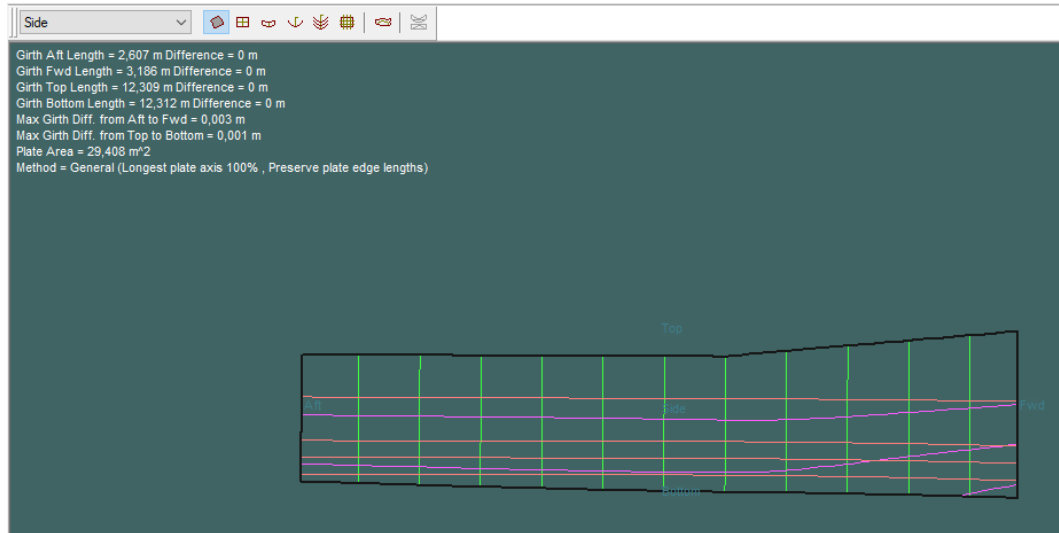 Side
Girth Aft Length = 2,607 m Difference = 0 m
Girth Fwd Length = 3,186 m Difference = 0 m
Girth Top Length = 12,309 m Difference = 0 m
Girth Bottom Length = 12,312 m Difference = 0 m
Max Girth Diff. from Aft to Fwd = 0,003 m
Max Girth Diff. from Top to Bottom = 0,001 m
Plate Area = 29,408 m^2
Method = General (Longest plate axis 100% , Preserve plate edge lengths)
Top
Aft
Side
Fwd
Bottom